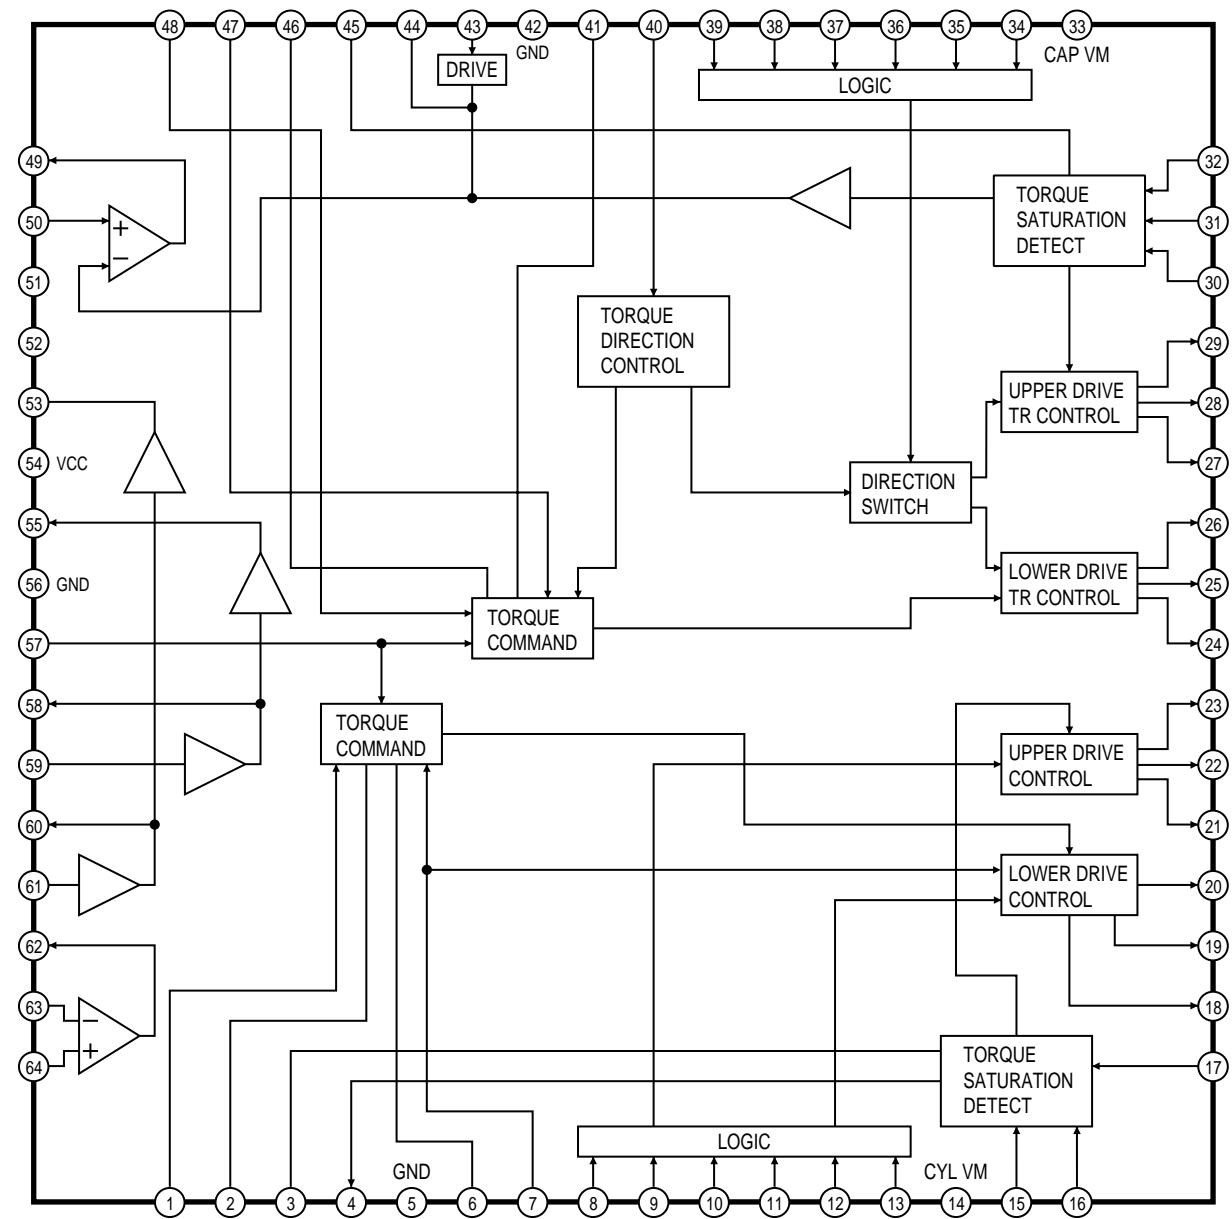 48 47 46 45 44 43 42 41 40 39 38 37 36 35 34 33
GND
CAP VM
DRIVE
LOGIC
49
32
+
TORQUE
SATURATION
DETECT
50
31
−
51
30
TORQUE
DIRECTION
CONTROL
52
29
UPPER DRIVE
TR CONTROL
53
28
54
VCC
27
DIRECTION
SWITCH
55
26
LOWER DRIVE
TR CONTROL
56
GND
25
TORQUE
COMMAND
57
24
58
23
TORQUE
COMMAND
UPPER DRIVE
CONTROL
59
22
60
21
LOWER DRIVE
CONTROL
61
20
62
19
63
18
−
+
TORQUE
SATURATION
DETECT
64
17
LOGIC
GND
CYL VM
1 2 3 4 5 6 7 8 9 10 11 12 13 14 15 16